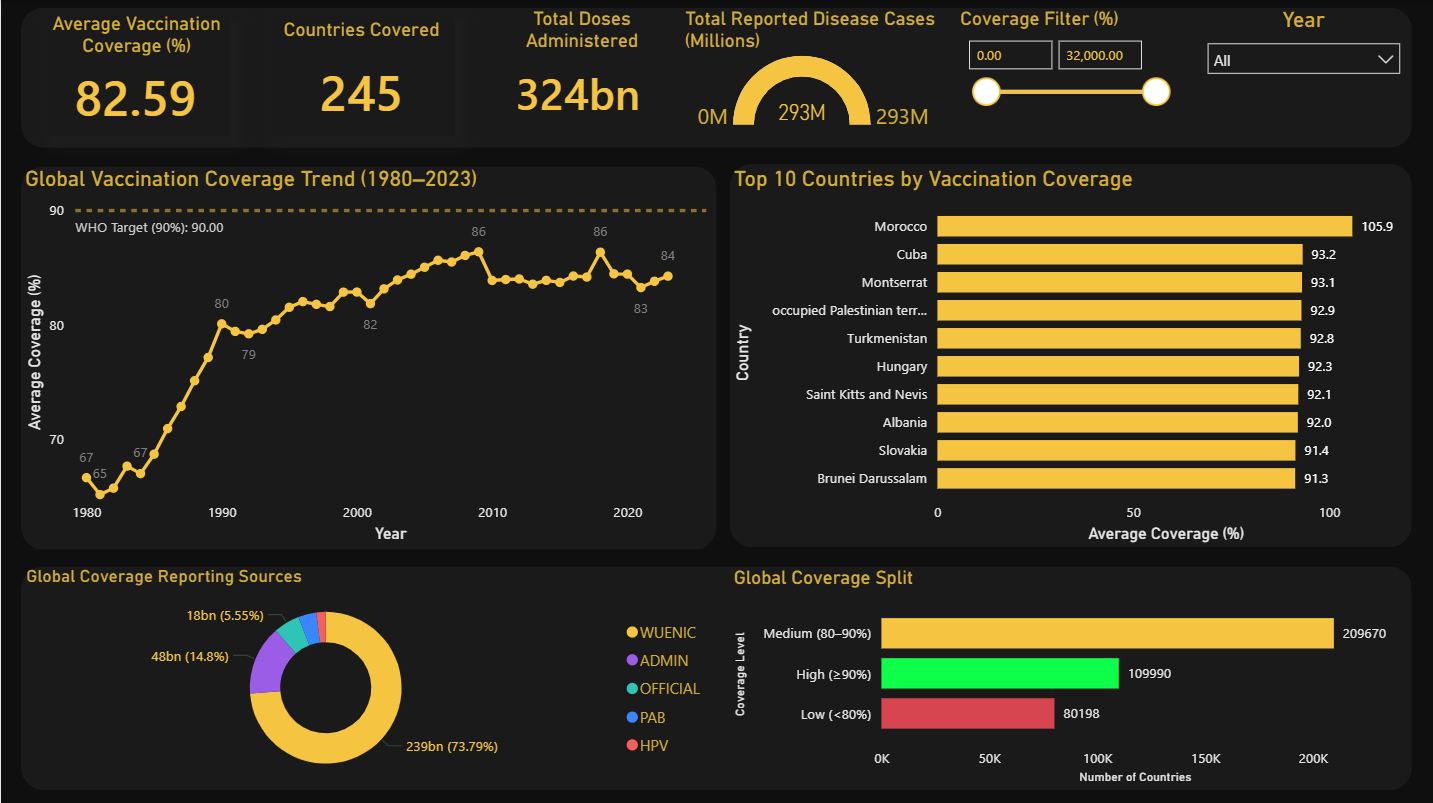 Average Vaccination
Coverage (%)
82.59
Countries Covered
245
Total Doses
Administered
324bn
Total Reported Disease Cases
(Millions)
0M
293M
293M
Coverage Filter (%)
0.00
32,000.00
Year
All
Global Vaccination Coverage Trend (1980–2023)
90
WHO Target (90%): 90.00
86
86
84
83
80
82
80
79
70
67
65
67
Average Coverage (%)
1980
1990
2000
2010
2020
Year
Top 10 Countries by Vaccination Coverage
Country
Morocco
105.9
Cuba
93.2
Montserrat
93.1
occupied Palestinian terr...
92.9
Turkmenistan
92.8
Hungary
92.3
Saint Kitts and Nevis
92.1
Albania
92.0
Slovakia
91.4
Brunei Darussalam
91.3
0
50
100
Average Coverage (%)
Global Coverage Reporting Sources
18bn (5.55%)
48bn (14.8%)
239bn (73.79%)
WUENIC
ADMIN
OFFICIAL
PAB
HPV
Global Coverage Split
Coverage Level
Medium (80–90%)
209670
High (≥90%)
109990
Low (<80%)
80198
0K
50K
100K
150K
200K
Number of Countries